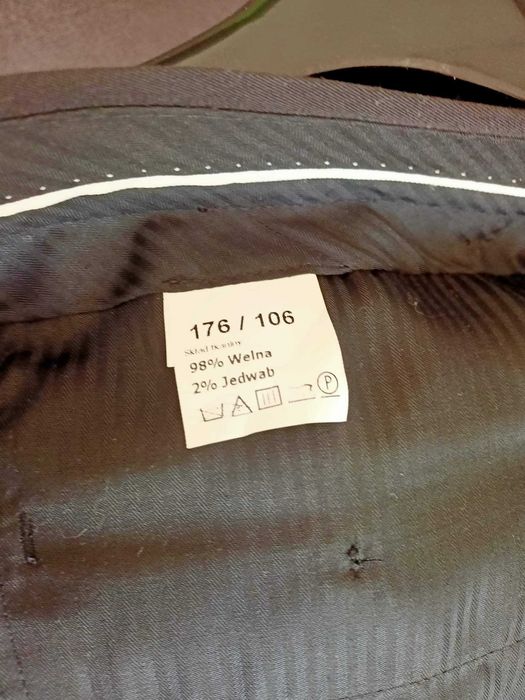 176 / 106
Skład tkaniny
98% Wełna
2% Jedwab
P